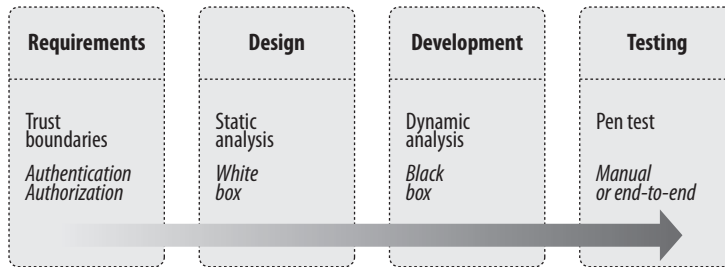 Requirements
Trust
boundaries
Authentication
Authorization
Design
Static
analysis
White
box
Development
Dynamic
analysis
Black
box
Testing
Pen test
Manual
or end-to-end